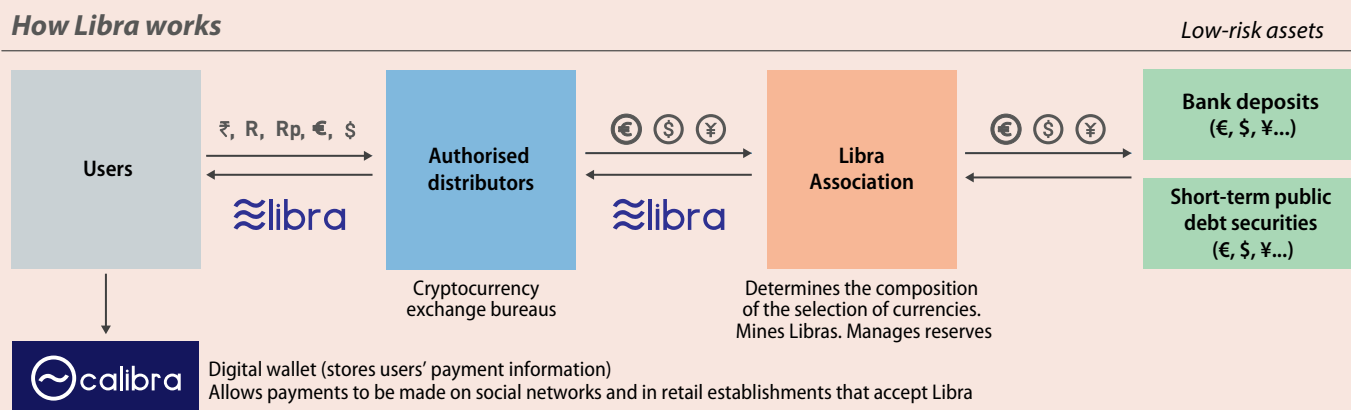 How Libra works
Low-risk assets
Users
₹, R, Rp, €, $
≋libra
Authorised
distributors
Cryptocurrency
exchange bureaus
€ $ ¥
≋libra
Libra
Association
Determines the composition
of the selection of currencies.
Mines Libras. Manages reserves
€ $ ¥
Bank deposits
(€, $, ¥...)
Short-term public
debt securities
(€, $, ¥...)
calibra
Digital wallet (stores users’ payment information)
Allows payments to be made on social networks and in retail establishments that accept Libra